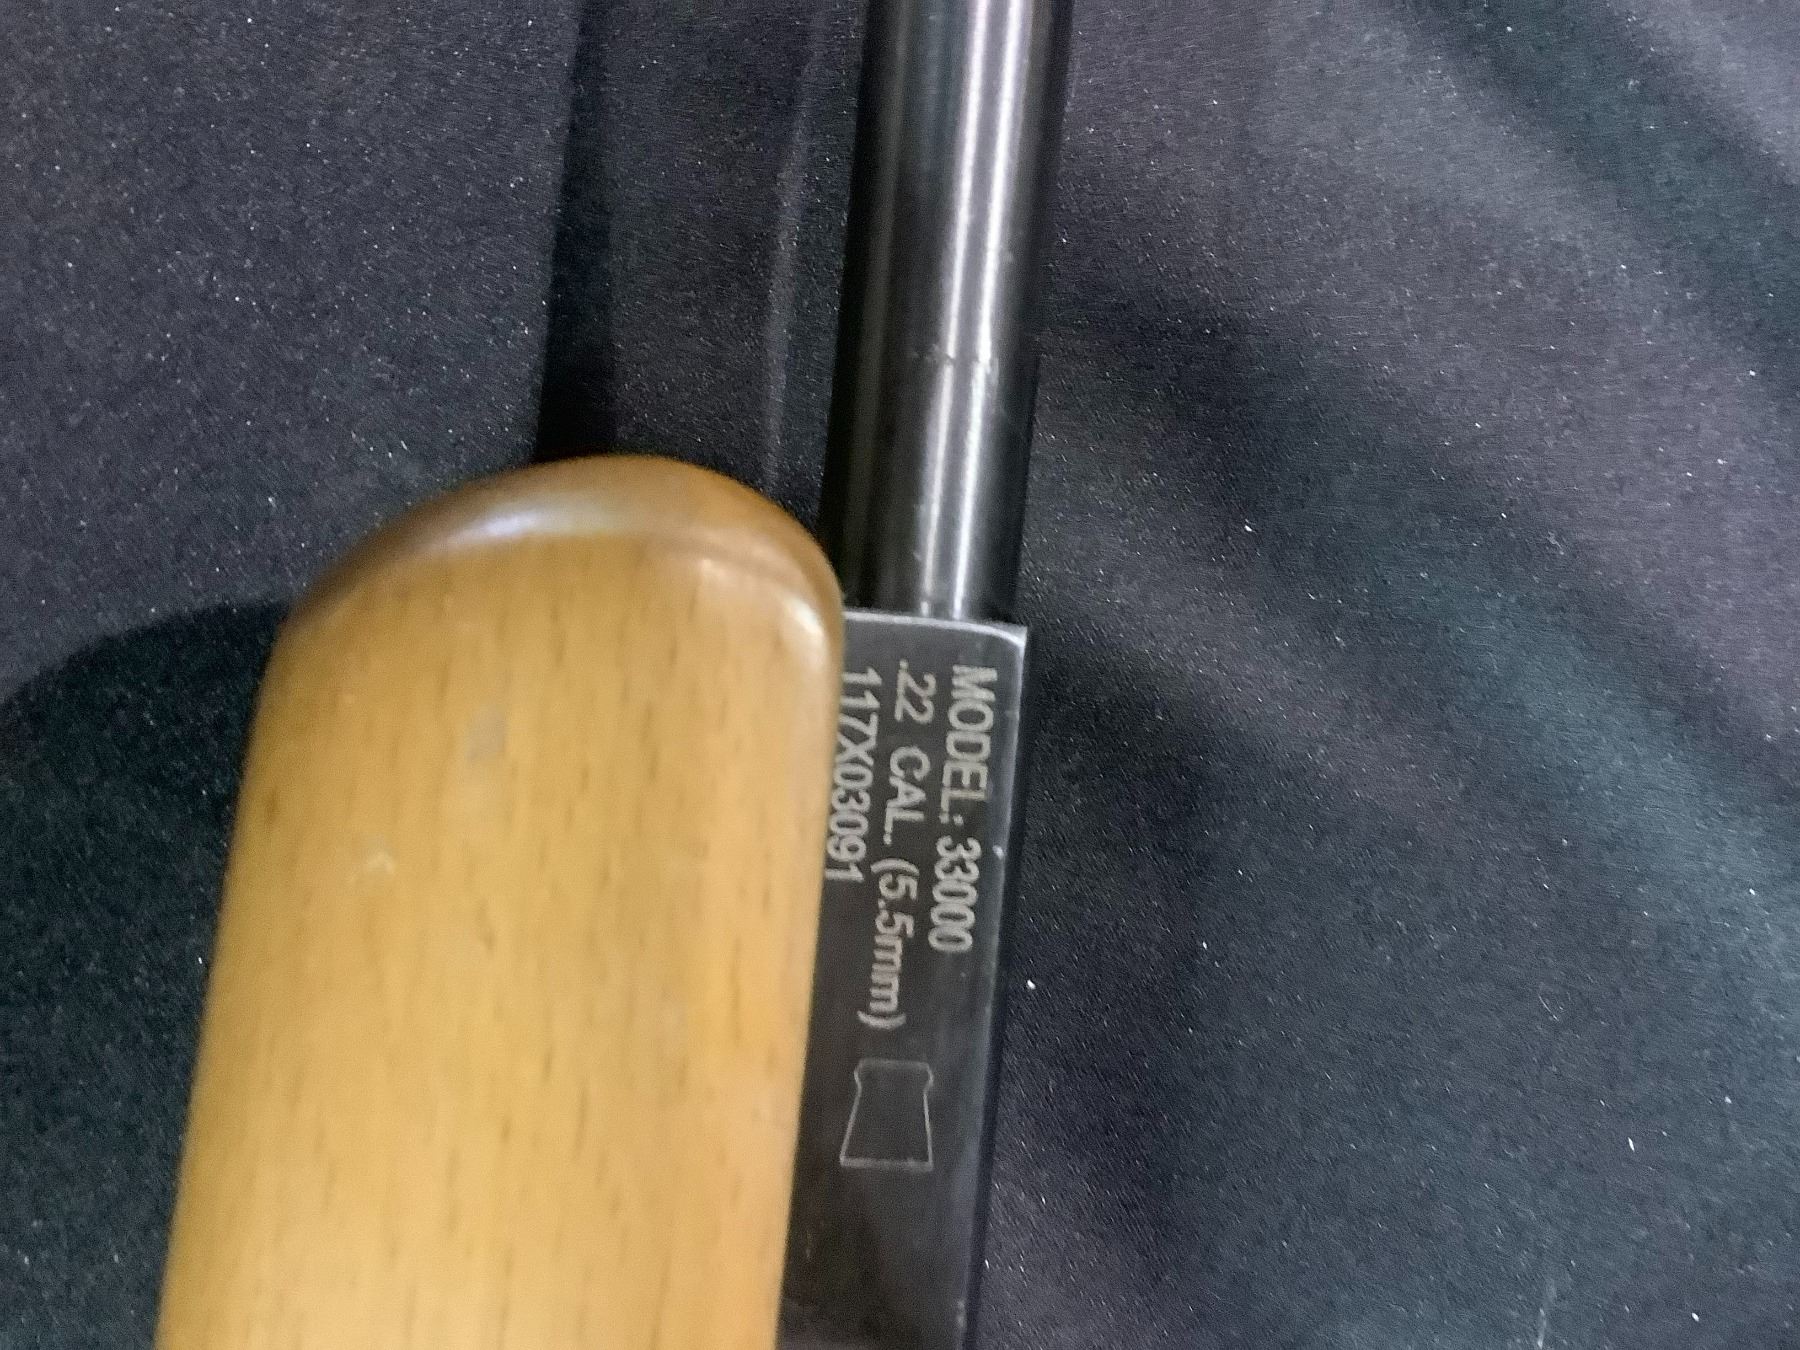 MODEL: 33000
.22 CAL. (5.5mm)
117X03091